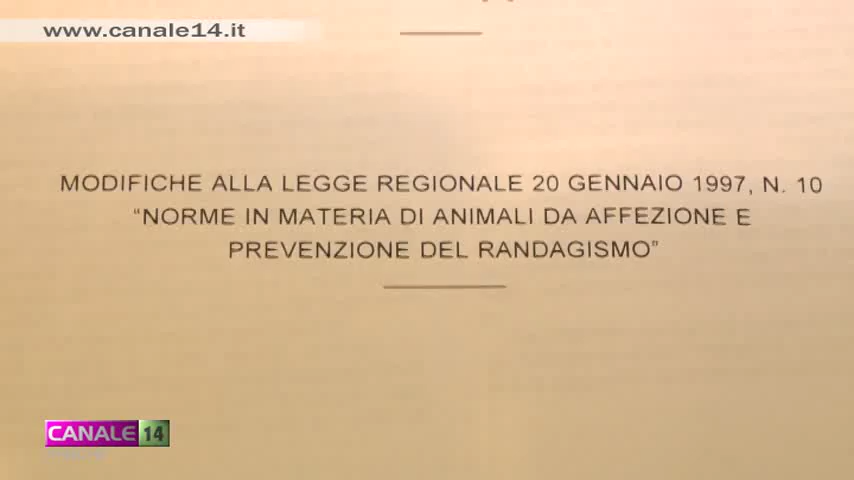 www.canale14.it
MODIFICHE ALLA LEGGE REGIONALE 20 GENNAIO 1997, N. 10
“NORME IN MATERIA DI ANIMALI DA AFFEZIONE E
PREVENZIONE DEL RANDAGISMO”
CANALE 14